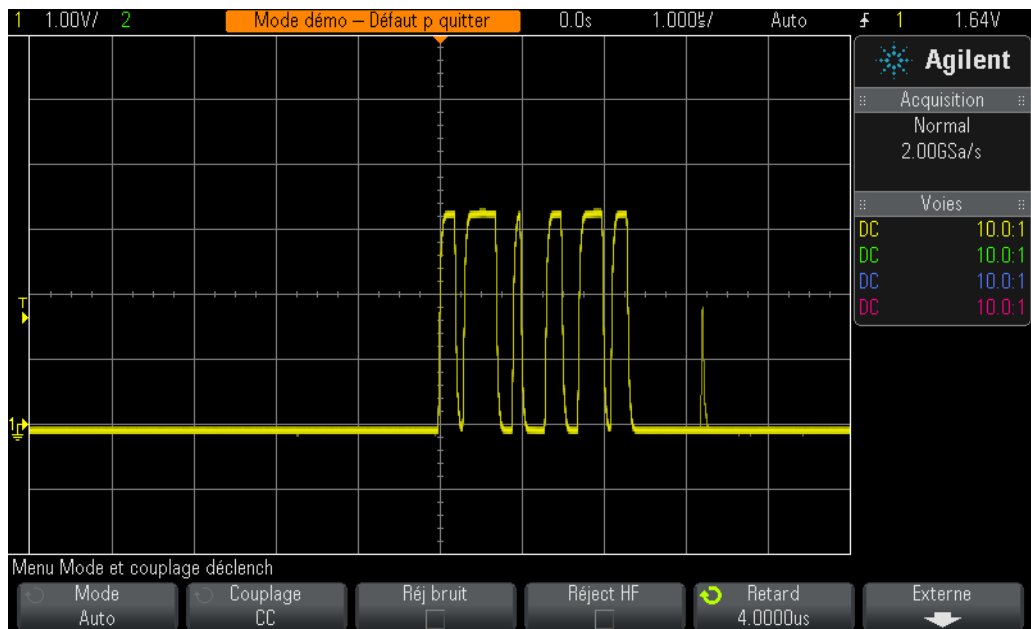 1 1.00V/ 2 Mode démo — Défaut p quitter 0.0s 1.000µs/ Auto 1 1.64V
Agilent
Acquisition
Normal
2.00GSa/s
Voies
DC 10.0:1
DC 10.0:1
DC 10.0:1
DC 10.0:1
T
1
Menu Mode et couplage déclench
Mode
Auto
Couplage
CC
Réj bruit
Réject HF
Retard
4.0000us
Externe